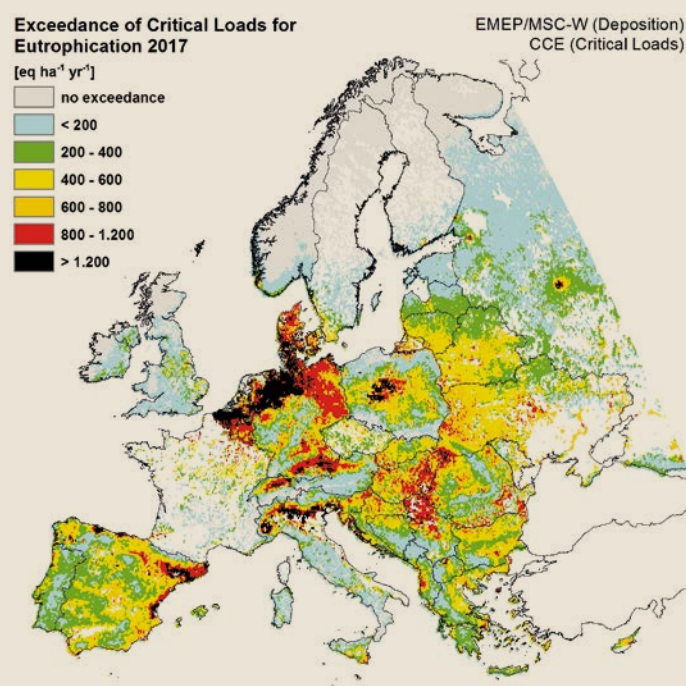 Exceedance of Critical Loads for
Eutrophication 2017
[eq ha⁻¹ yr⁻¹]
no exceedance
< 200
200 - 400
400 - 600
600 - 800
800 - 1.200
> 1.200
EMEP/MSC-W (Deposition)
CCE (Critical Loads)